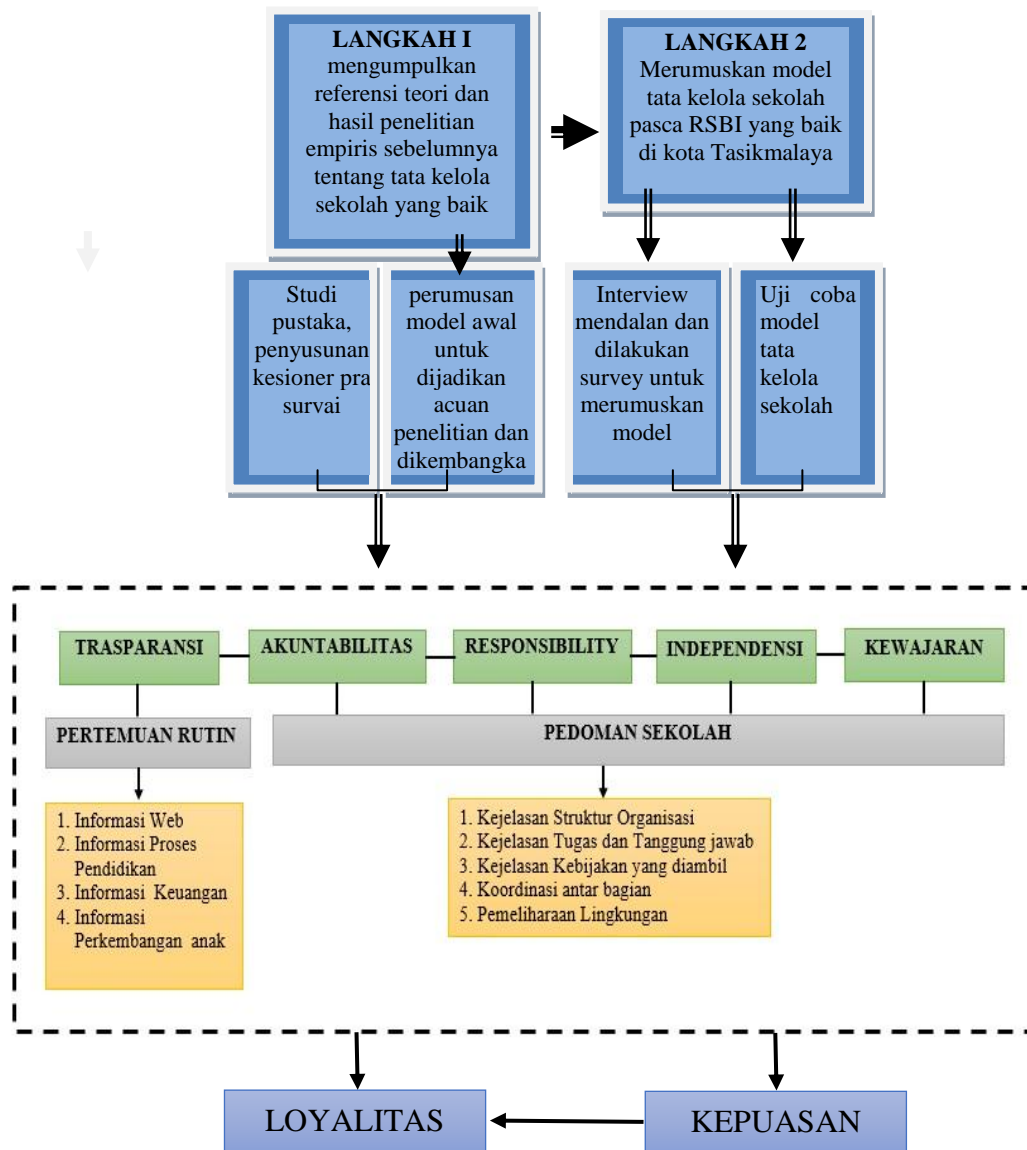 LANGKAH I
mengumpulkan
referensi teori dan
hasil penelitian
empiris sebelumnya
tentang tata kelola
sekolah yang baik
LANGKAH 2
Merumuskan model
tata kelola sekolah
pasca RSBI yang baik
di kota Tasikmalaya
Studi
pustaka,
penyusunan
kesioner pra
survai
perumusan
model awal
untuk
dijadikan
acuan
penelitian dan
dikembangka
Interview
mendalan dan
dilakukan
survey untuk
merumuskan
model
Uji coba
model
tata
kelola
sekolah
TRASPARANSI
AKUNTABILITAS
RESPONSIBILITY
INDEPENDENSI
KEWAJARAN
PERTEMUAN RUTIN
PEDOMAN SEKOLAH
1. Informasi Web
2. Informasi Proses
Pendidikan
3. Informasi Keuangan
4. Informasi
Perkembangan anak
1. Kejelasan Struktur Organisasi
2. Kejelasan Tugas dan Tanggung jawab
3. Kejelasan Kebijakan yang diambil
4. Koordinasi antar bagian
5. Pemeliharaan Lingkungan
LOYALITAS
KEPUASAN